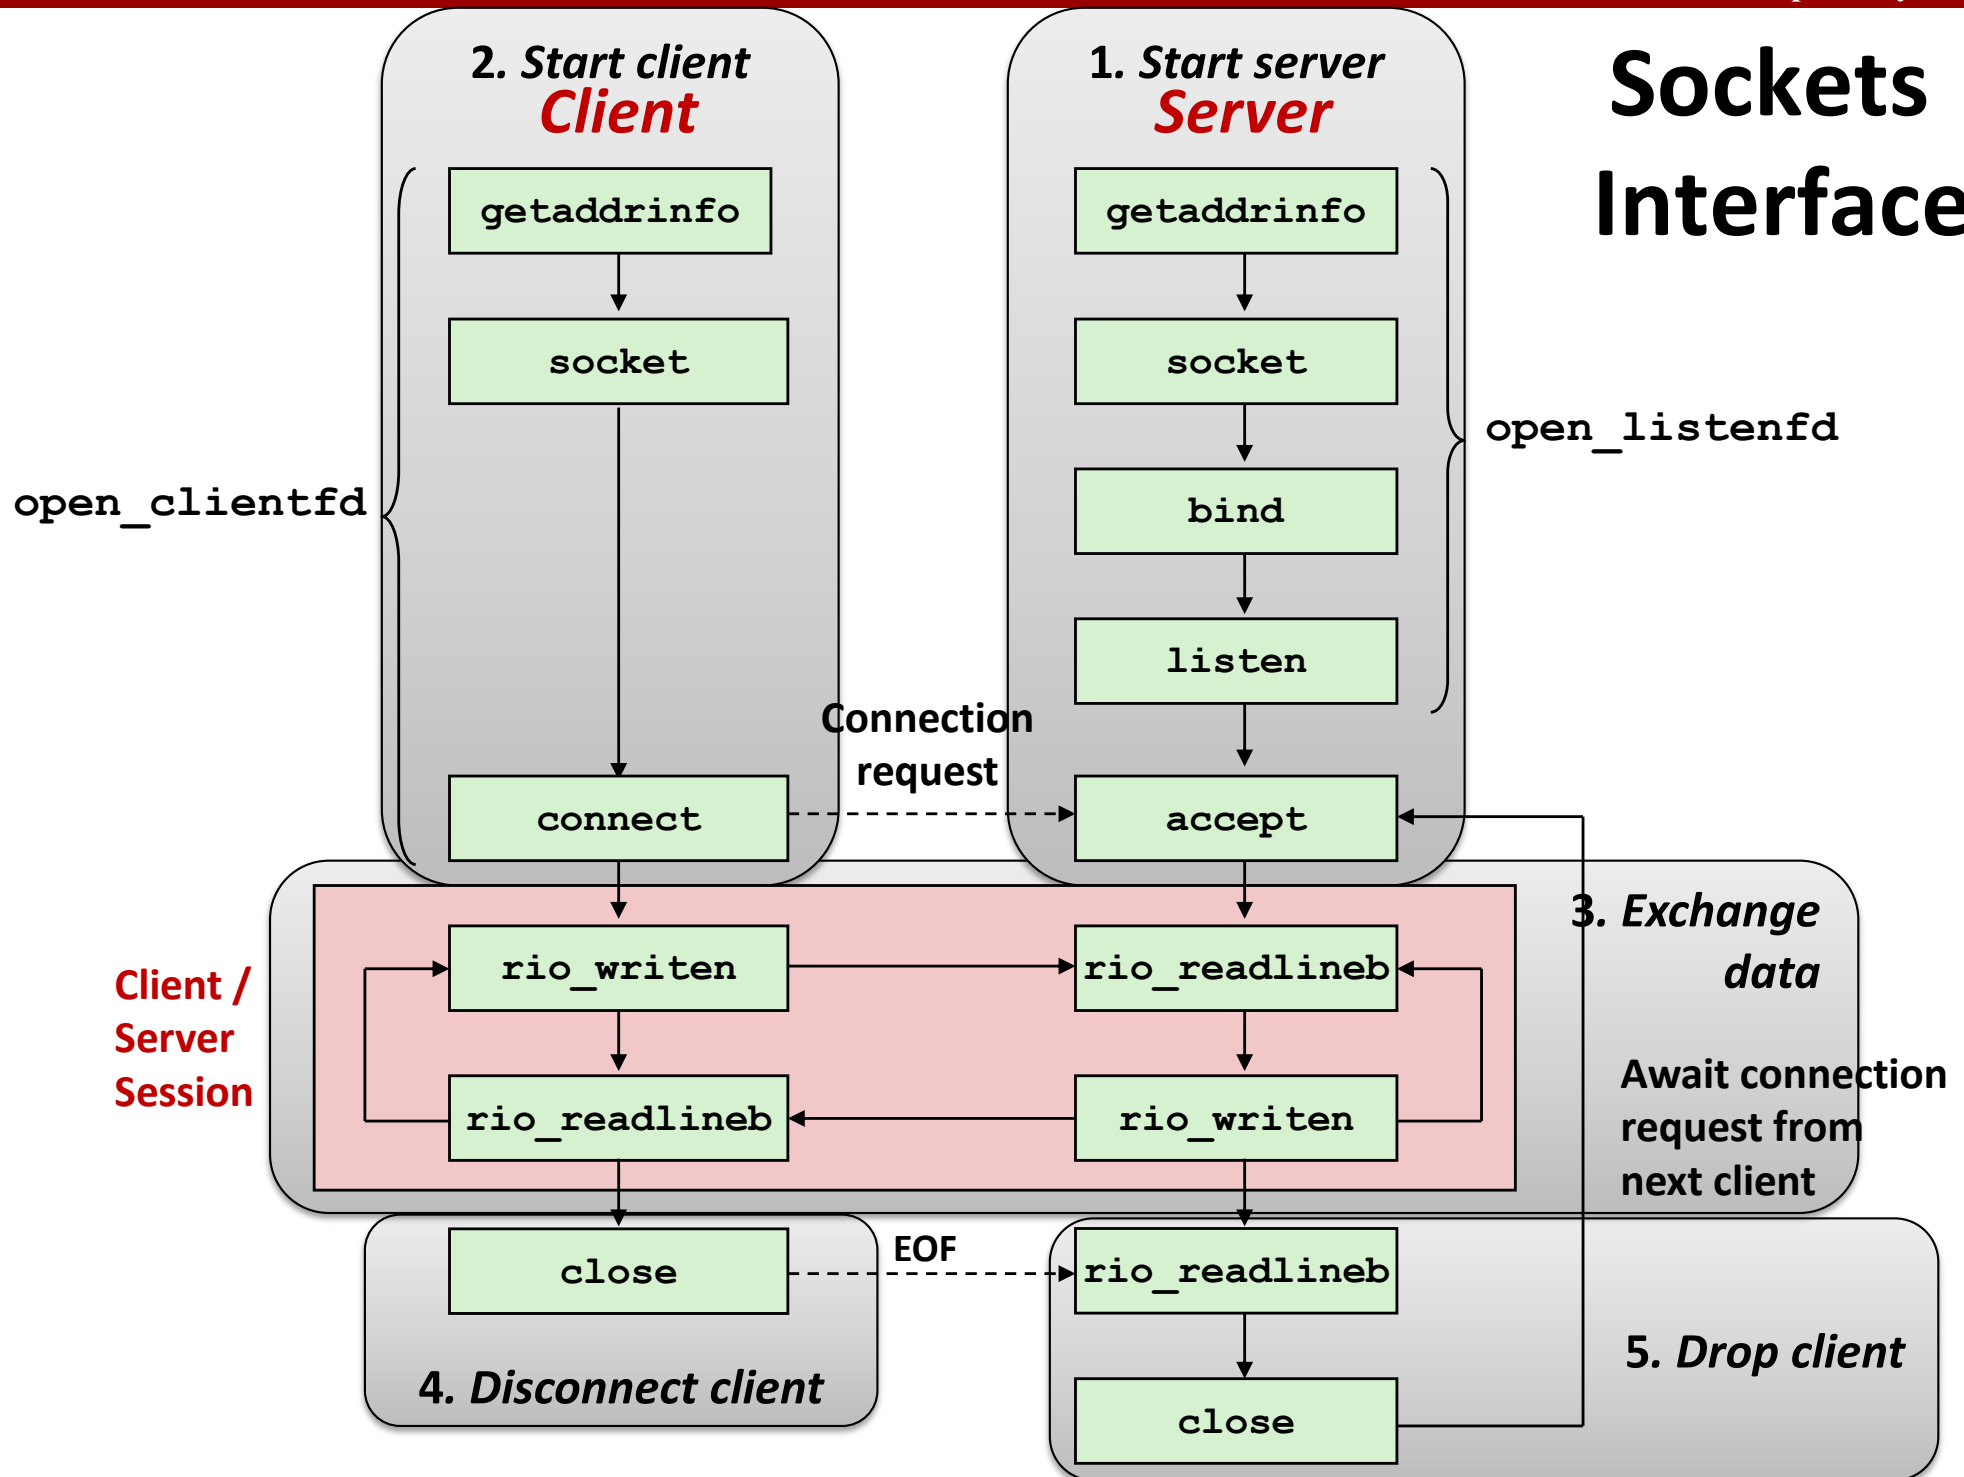 Sockets
Interface
2. Start client
Client
1. Start server
Server
getaddrinfo
getaddrinfo
socket
socket
open_listenfd
open_clientfd
bind
listen
Connection
request
connect
accept
3. Exchange
data
Client /
Server
Session
rio_writen
rio_readlineb
Await connection
request from
next client
rio_readlineb
rio_writen
close
EOF
rio_readlineb
4. Disconnect client
5. Drop client
close